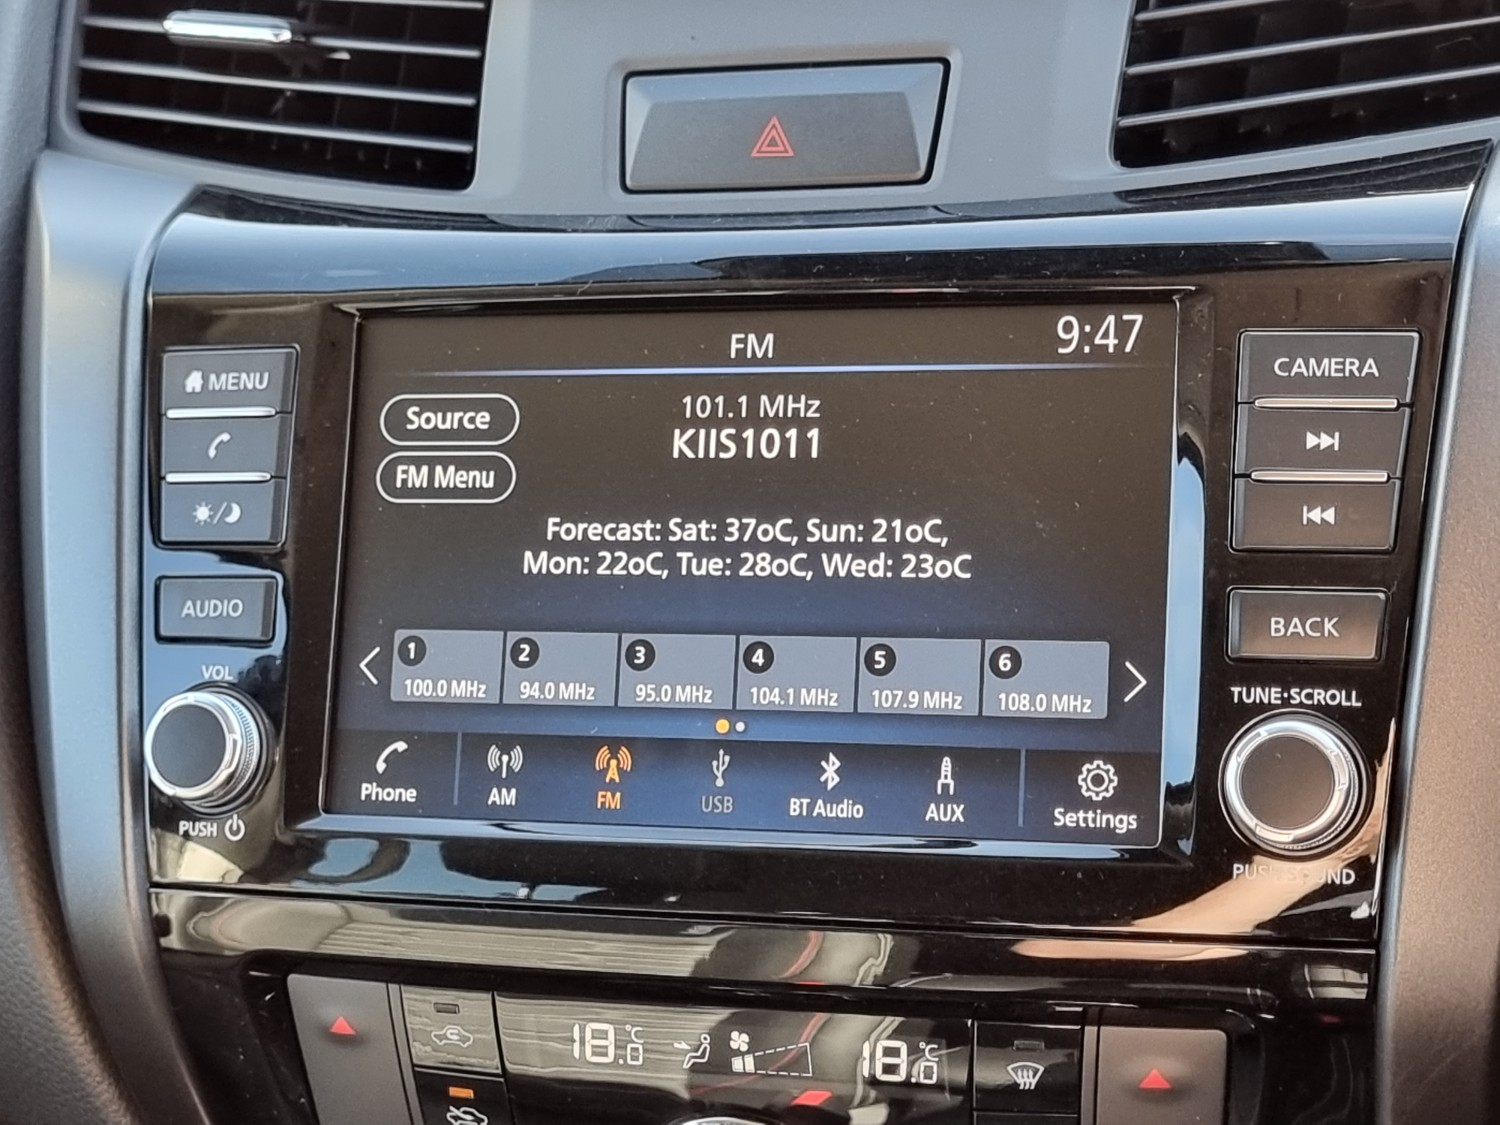 FM
9:47
MENU
CAMERA
Source
101.1 MHz
KIIS1011
FM Menu
Forecast: Sat: 37oC, Sun: 21oC,
Mon: 22oC, Tue: 28oC, Wed: 23oC
AUDIO
BACK
VOL
1 2 3 4 5 6
100.0 MHz 94.0 MHz 95.0 MHz 104.1 MHz 107.9 MHz 108.0 MHz
TUNE·SCROLL
Phone AM FM USB BT Audio AUX Settings
PUSH
PUSH SOUND
18.0 °C 18.0 °C